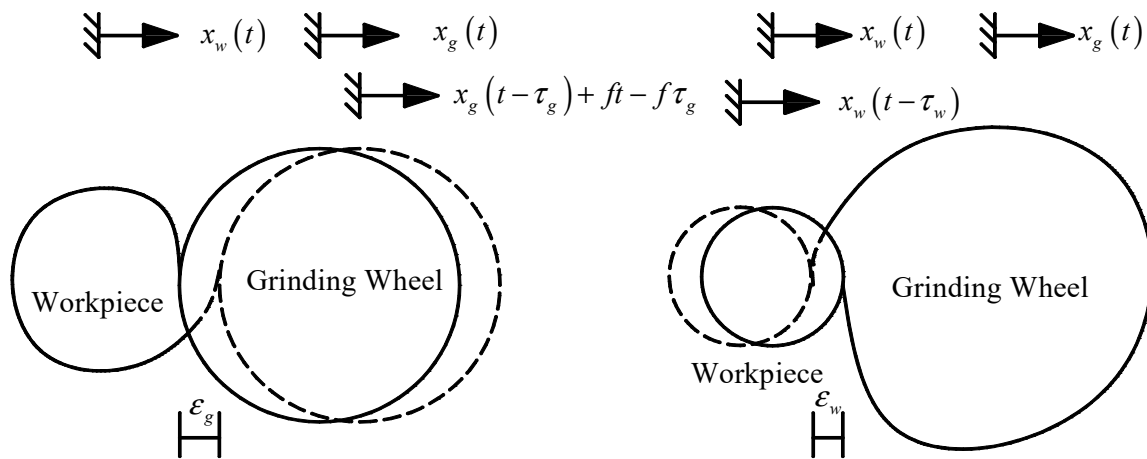 x_w(t) x_g(t) x_w(t) x_g(t)
x_g(t−τ_g)+ft−fτ_g x_w(t−τ_w)
Grinding Wheel
Workpiece
Grinding Wheel
Workpiece
ε_g ε_w